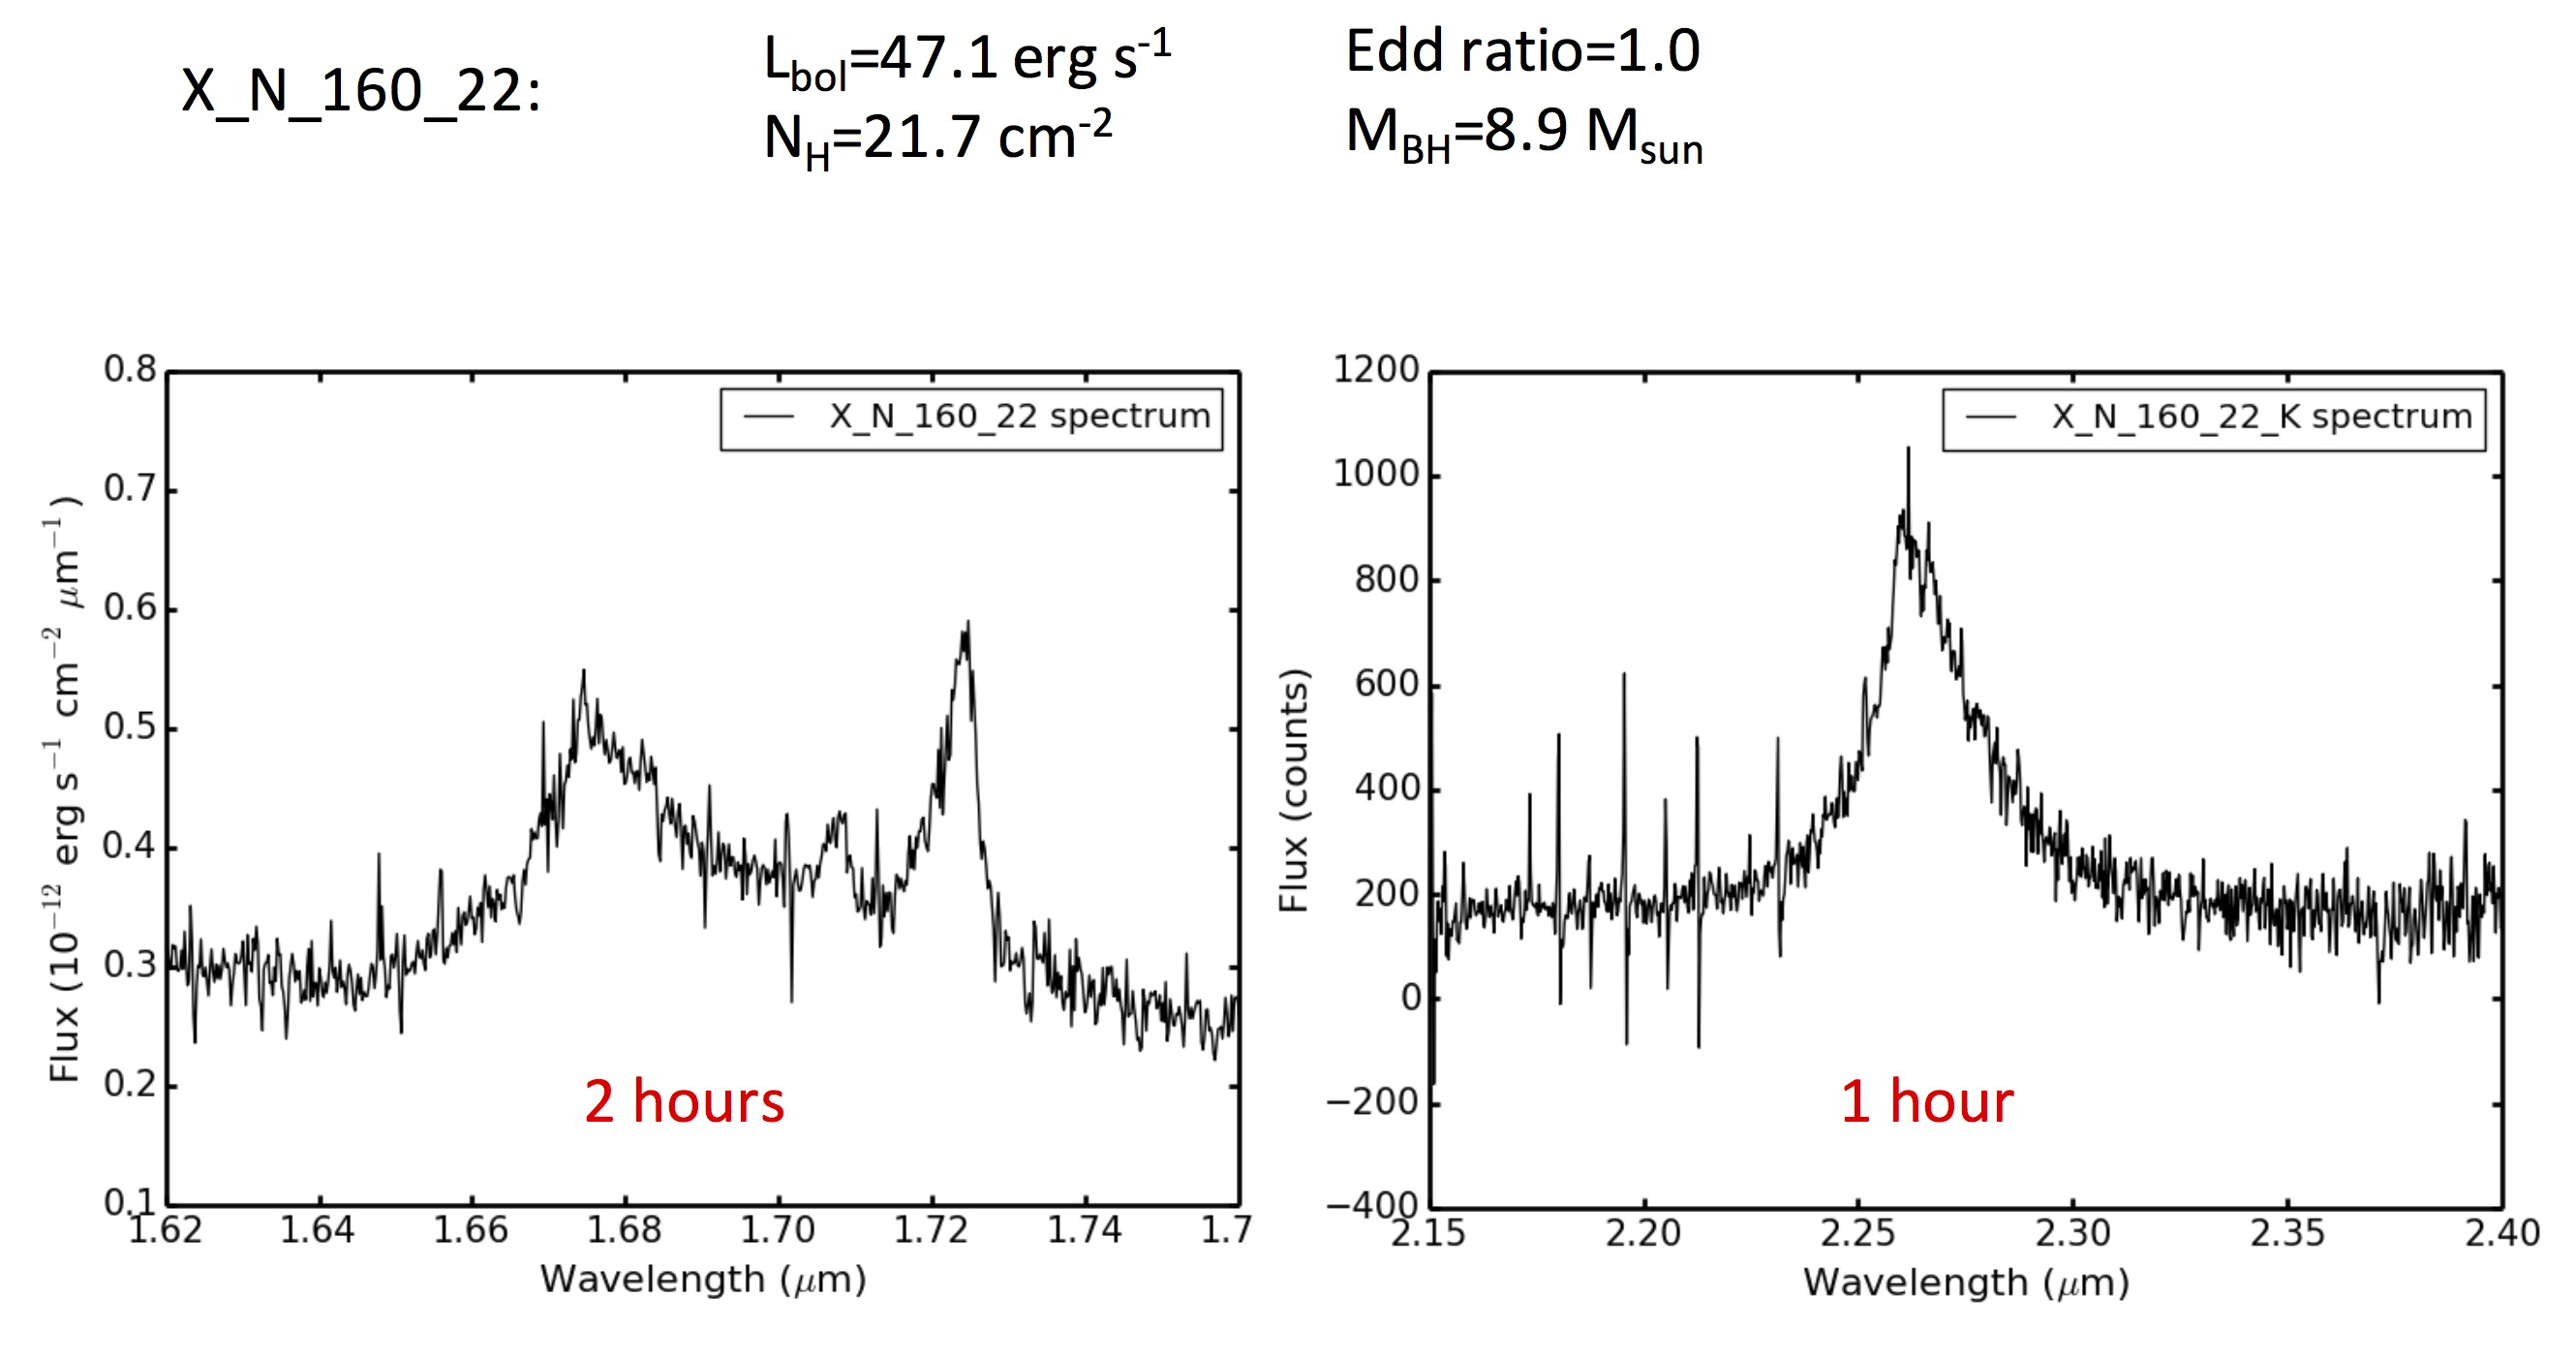 X_N_160_22:
L_bol=47.1 erg s^-1
N_H=21.7 cm^-2
Edd ratio=1.0
M_BH=8.9 M_sun
0.8
0.7
0.6
0.5
0.4
0.3
0.2
0.1
Flux (10^−12 erg s^−1 cm^−2 μm^−1)
X_N_160_22 spectrum
2 hours
1.62 1.64 1.66 1.68 1.70 1.72 1.74 1.7
Wavelength (μm)
1200
1000
800
600
400
200
0
−200
−400
Flux (counts)
X_N_160_22_K spectrum
1 hour
2.15 2.20 2.25 2.30 2.35 2.40
Wavelength (μm)